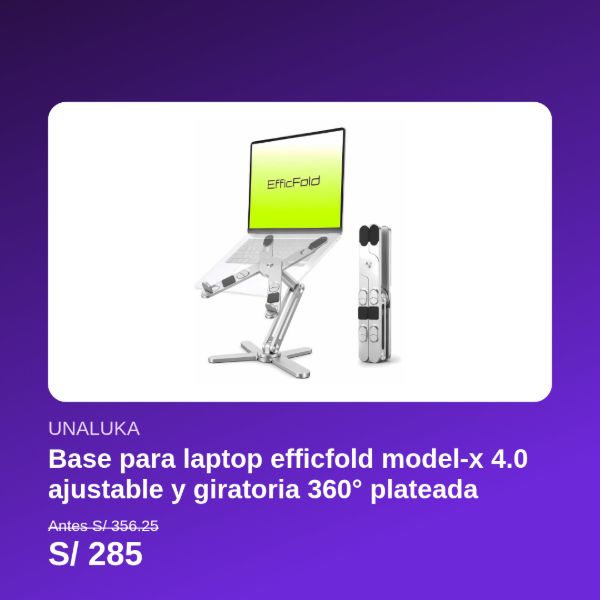 EfficFold
UNALUKA
Base para laptop efficfold model-x 4.0
ajustable y giratoria 360° plateada
Antes S/ 356.25
S/ 285